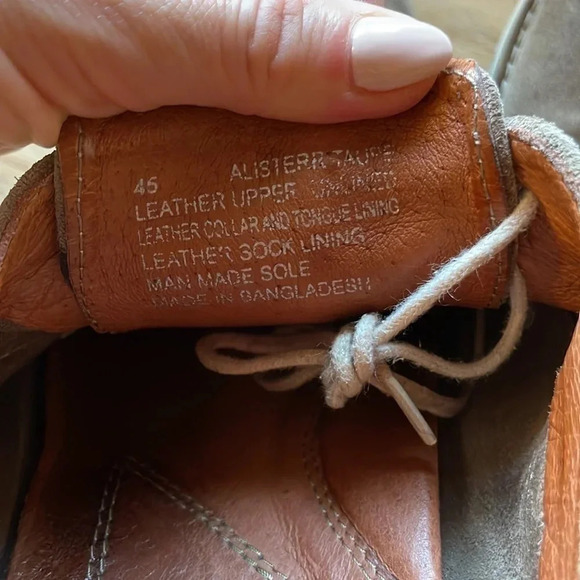 45 ALISTERR TAUPE
LEATHER UPPER UNLINED
LEATHER COLLAR AND TONGUE LINING
LEATHER SOCK LINING
MAN MADE SOLE
MADE IN BANGLADESH